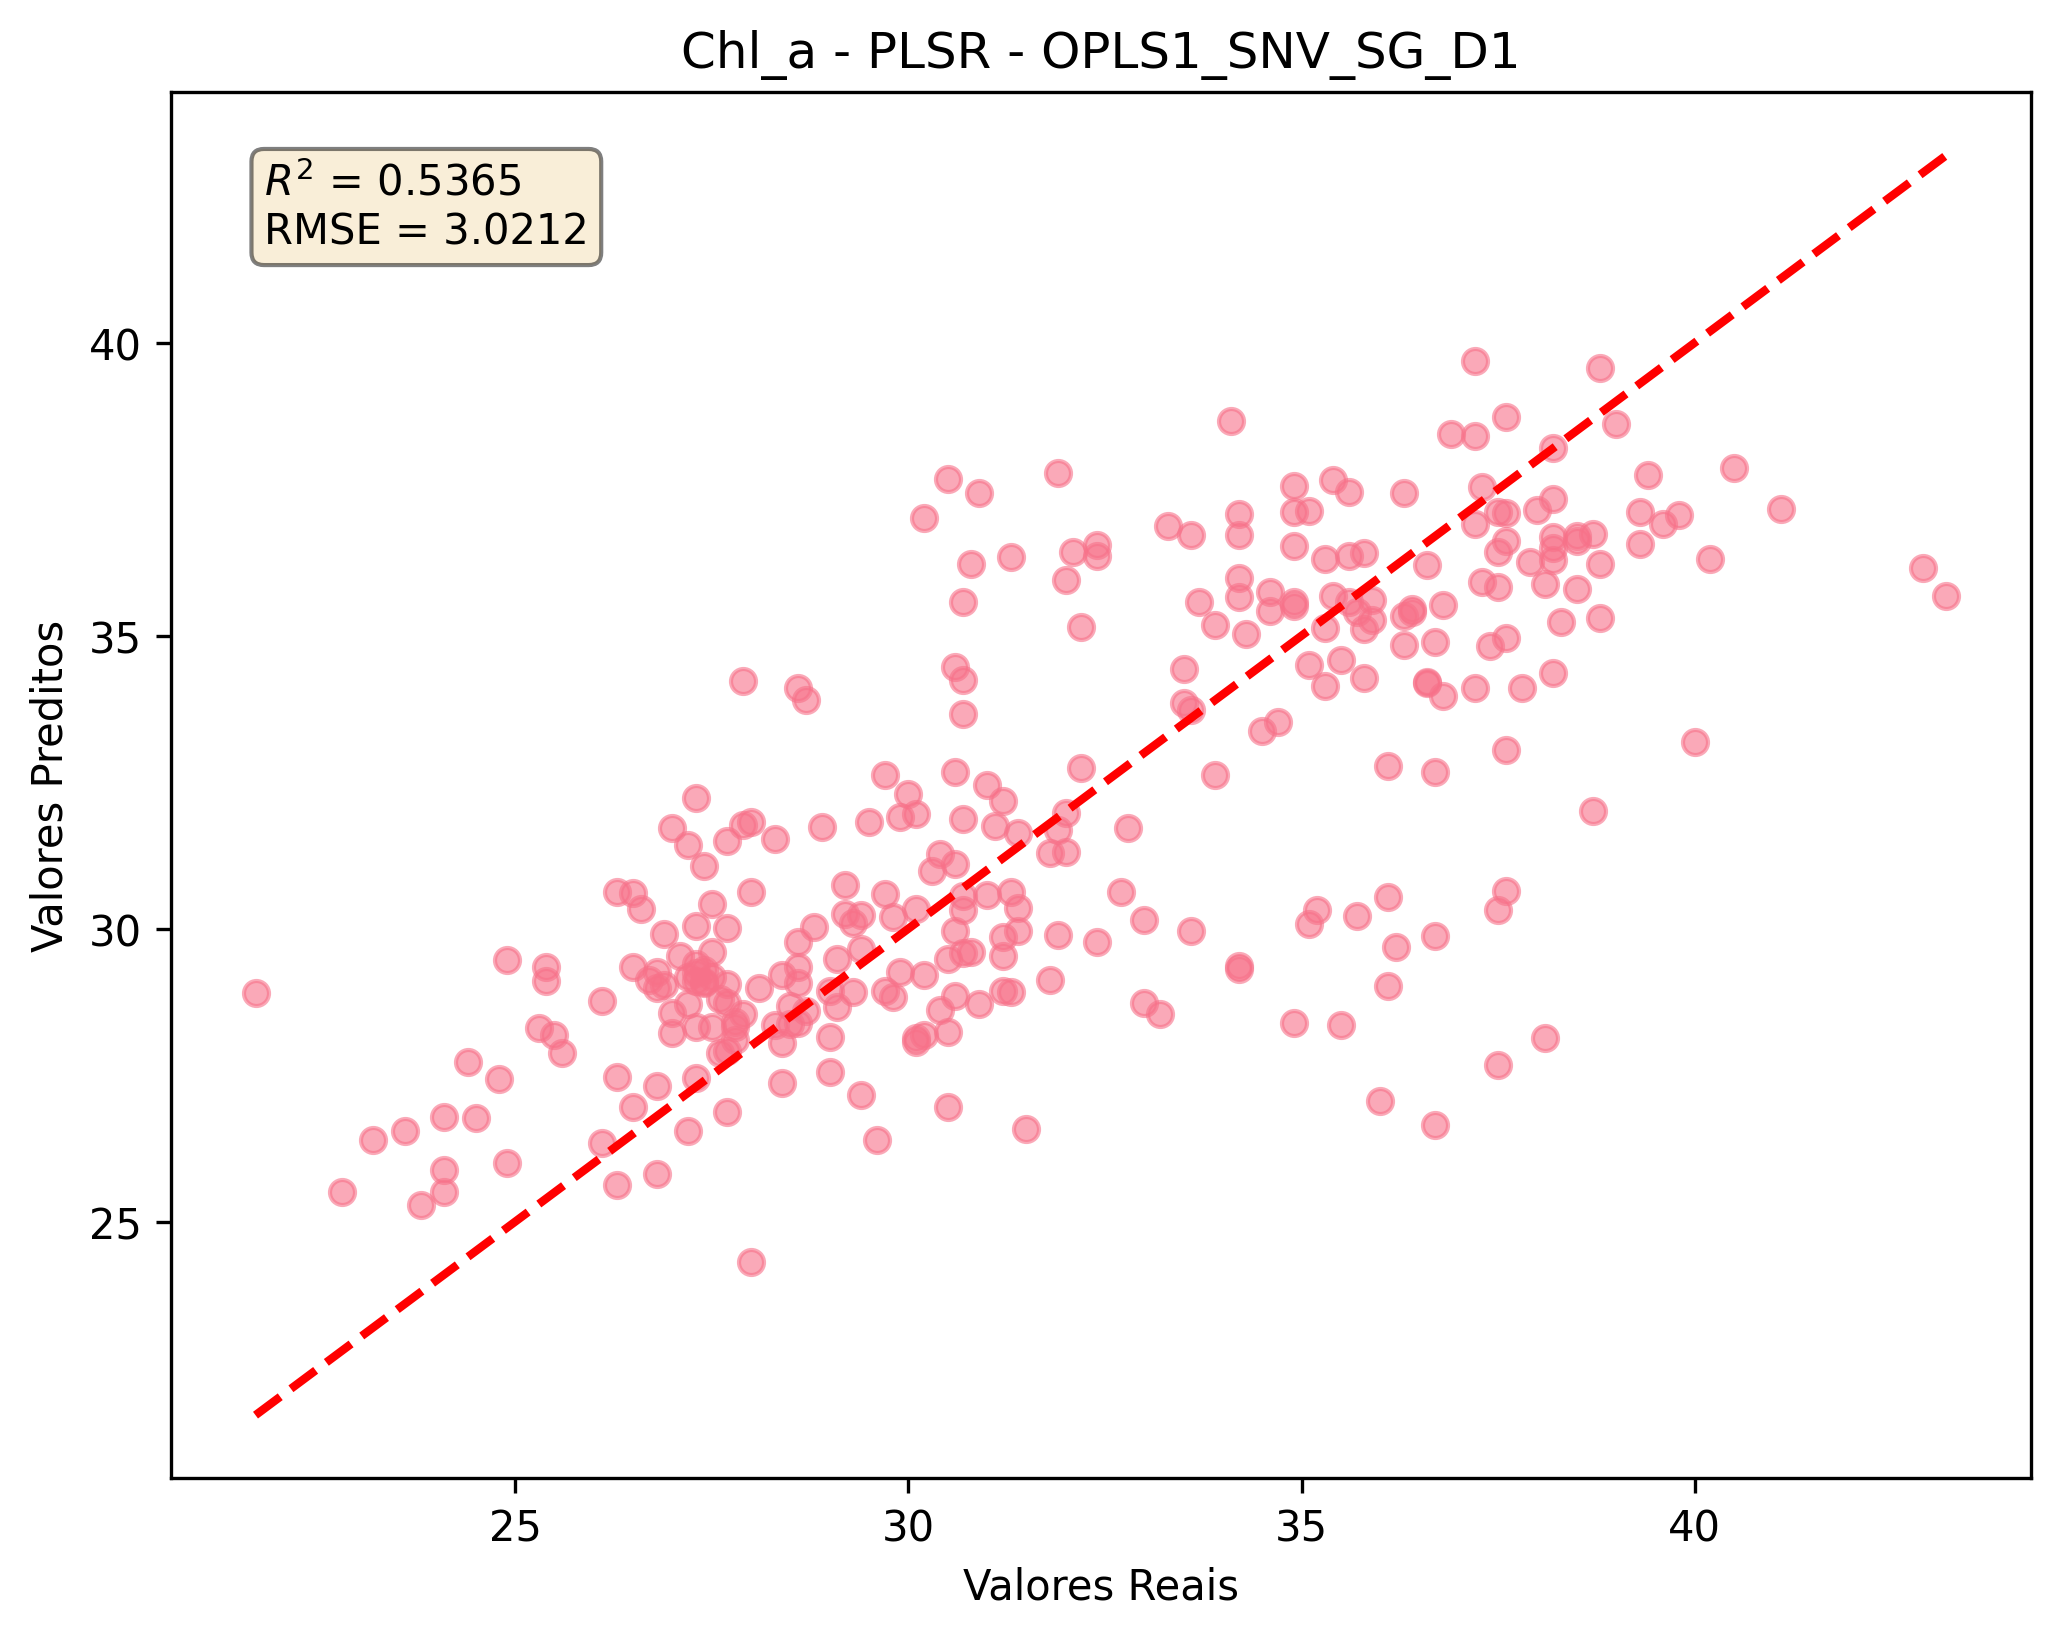 Chl_a - PLSR - OPLS1_SNV_SG_D1
R² = 0.5365
RMSE = 3.0212
Valores Preditos
40
35
30
25
25 30 35 40
Valores Reais